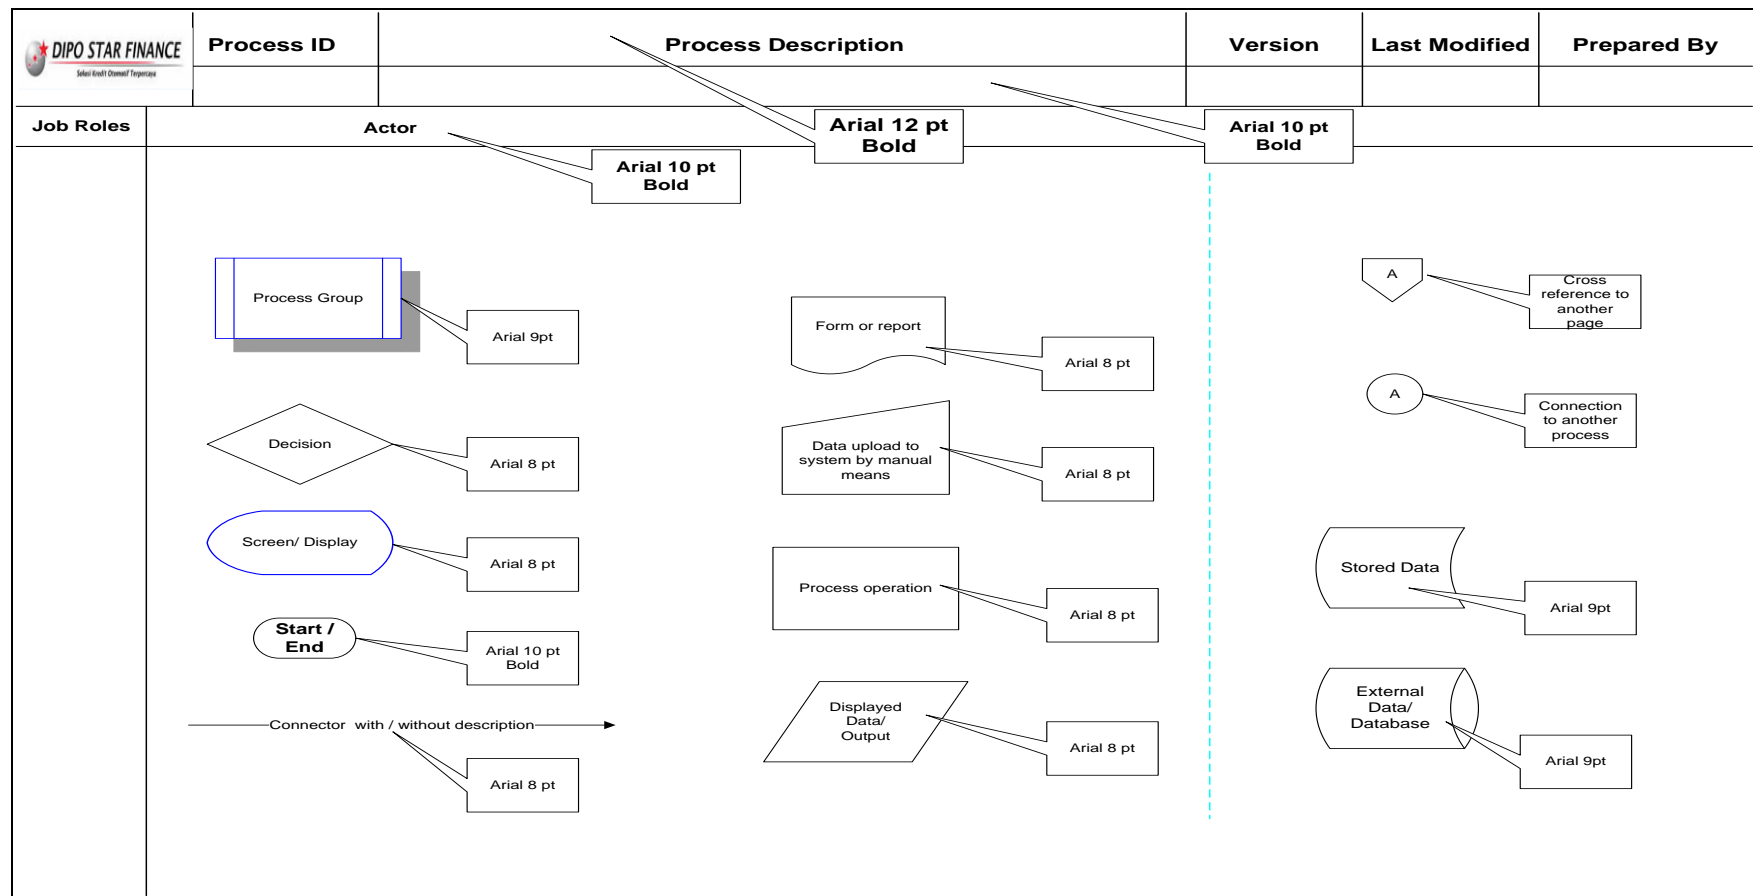 DIPO STAR FINANCE
Solusi Kredit Otomotif Terpercaya
Process ID
Process Description
Version
Last Modified
Prepared By
Job Roles
Actor
Arial 12 pt
Bold
Arial 10 pt
Bold
Arial 10 pt
Bold
Process Group
Arial 9pt
Form or report
Arial 8 pt
A
Cross
reference to
another
page
Decision
Arial 8 pt
Data upload to
system by manual
means
Arial 8 pt
A
Connection
to another
process
Screen/ Display
Arial 8 pt
Process operation
Arial 8 pt
Stored Data
Arial 9pt
Start /
End
Arial 10 pt
Bold
Displayed
Data/
Output
Arial 8 pt
External
Data/
Database
Arial 9pt
Connector  with / without description
Arial 8 pt